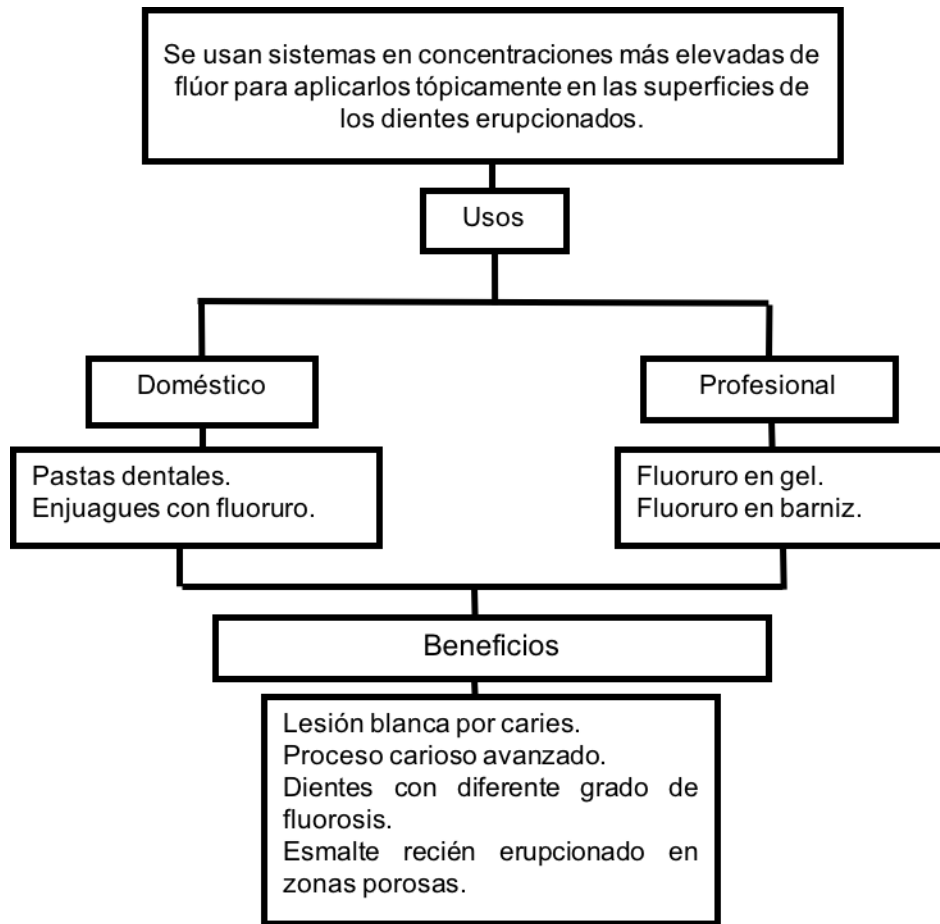 Se usan sistemas en concentraciones más elevadas de
flúor para aplicarlos tópicamente en las superficies de
los dientes erupcionados.
Usos
Doméstico
Profesional
Pastas dentales.
Enjuagues con fluoruro.
Fluoruro en gel.
Fluoruro en barniz.
Beneficios
Lesión blanca por caries.
Proceso carioso avanzado.
Dientes con diferente grado de
fluorosis.
Esmalte recién erupcionado en
zonas porosas.